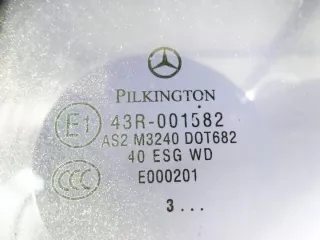 PILKINGTON
E1 43R-001582
AS2 M3240 DOT682
40 ESG WD
CCC E000201
3...